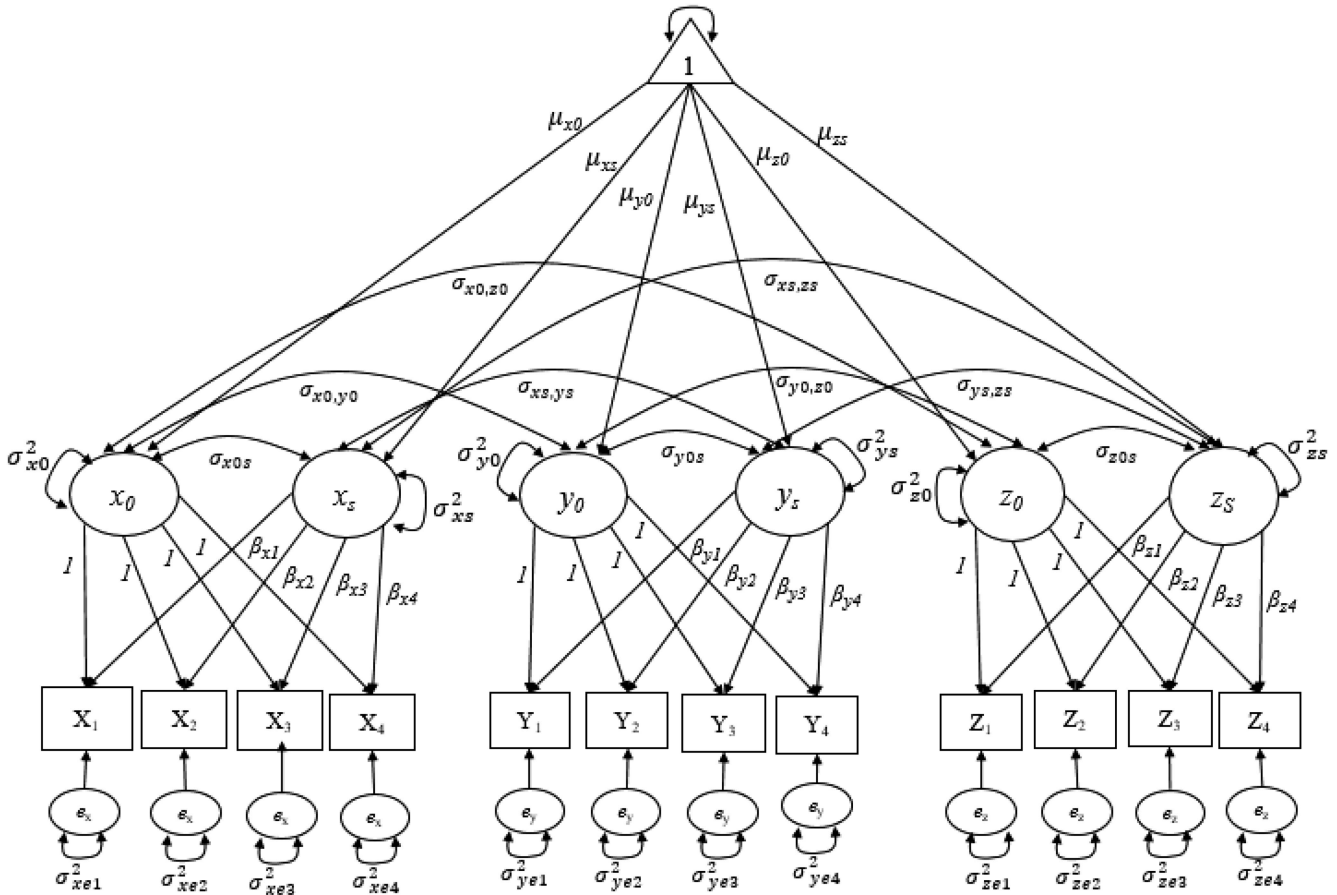 1
μx0
μxs
μy0
μys
μz0
μzs
σx0,z0
σxs,zs
σx0,y0
σxs,ys
σy0,z0
σys,zs
σ²x0
σx0s
σ²xs
σ²y0
σy0s
σ²ys
σ²z0
σz0s
σ²zs
x0
xs
y0
ys
z0
zS
1 1 1 1 βx1 βx2 βx3 βx4
1 1 1 1 βy1 βy2 βy3 βy4
1 1 1 1 βz1 βz2 βz3 βz4
X1 X2 X3 X4 Y1 Y2 Y3 Y4 Z1 Z2 Z3 Z4
ex ex ex ex ey ey ey ey ez ez ez ez
σ²xe1 σ²xe2 σ²xe3 σ²xe4 σ²ye1 σ²ye2 σ²ye3 σ²ye4 σ²ze1 σ²ze2 σ²ze3 σ²ze4